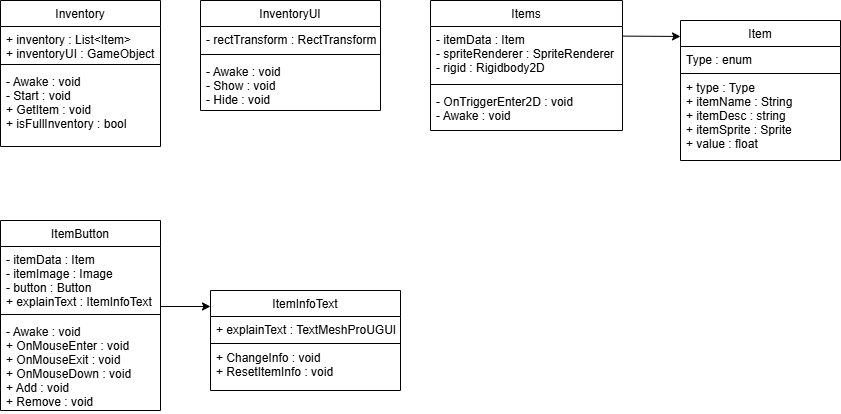 Inventory
+ inventory : List<Item>
+ inventoryUI : GameObject
- Awake : void
- Start : void
+ GetItem : void
+ isFullInventory : bool
InventoryUI
- rectTransform : RectTransform
- Awake : void
- Show : void
- Hide : void
Items
- itemData : Item
- spriteRenderer : SpriteRenderer
- rigid : Rigidbody2D
- OnTriggerEnter2D : void
- Awake : void
Item
Type : enum
+ type : Type
+ itemName : String
+ itemDesc : string
+ itemSprite : Sprite
+ value : float
ItemButton
- itemData : Item
- itemImage : Image
- button : Button
+ explainText : ItemInfoText
- Awake : void
+ OnMouseEnter : void
+ OnMouseExit : void
+ OnMouseDown : void
+ Add : void
+ Remove : void
ItemInfoText
+ explainText : TextMeshProUGUI
+ ChangeInfo : void
+ ResetItemInfo : void